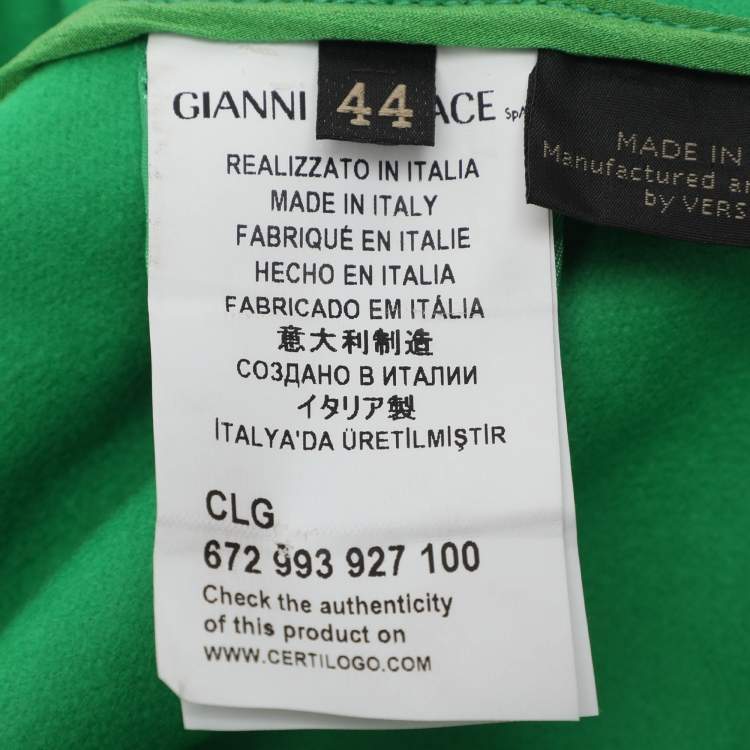 GIANNI
44
ACE SpA
REALIZZATO IN ITALIA
MADE IN ITALY
FABRIQUÉ EN ITALIE
HECHO EN ITALIA
FABRICADO EM ITÁLIA
意大利制造
СОЗДАНО В ИТАЛИИ
イタリア製
İTALYA'DA ÜRETİLMİŞTİR
CLG
672 993 927 100
Check the authenticity
of this product on
WWW.CERTILOGO.COM
MADE IN
Manufactured a
by VERS